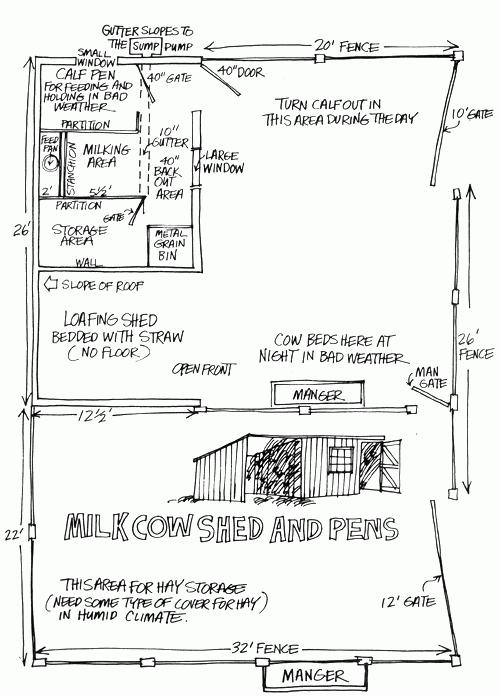 GUTTER SLOPES TO
THE SUMP PUMP
20' FENCE
SMALL
WINDOW
CALF PEN
FOR FEEDING AND
HOLDING IN BAD
WEATHER.
40" GATE
40" DOOR
TURN CALF OUT IN
THIS AREA DURING THE DAY
10' GATE
PARTITION
FEED
PAN
STANCHION
MILKING
AREA
10"
GUTTER
40"
BACK
OUT
AREA
LARGE
WINDOW
2'
5½'
PARTITION
GATE
STORAGE
AREA
METAL
GRAIN
BIN
WALL
26'
SLOPE OF ROOF
LOAFING SHED
BEDDED WITH STRAW
(NO FLOOR)
COW BEDS HERE AT
NIGHT IN BAD WEATHER
26'
FENCE
OPEN FRONT
MAN
GATE
MANGER
12½'
22'
MILK COW SHED AND PENS
THIS AREA FOR HAY STORAGE
(NEED SOME TYPE OF COVER FOR HAY)
IN HUMID CLIMATE.
12' GATE
32' FENCE
MANGER